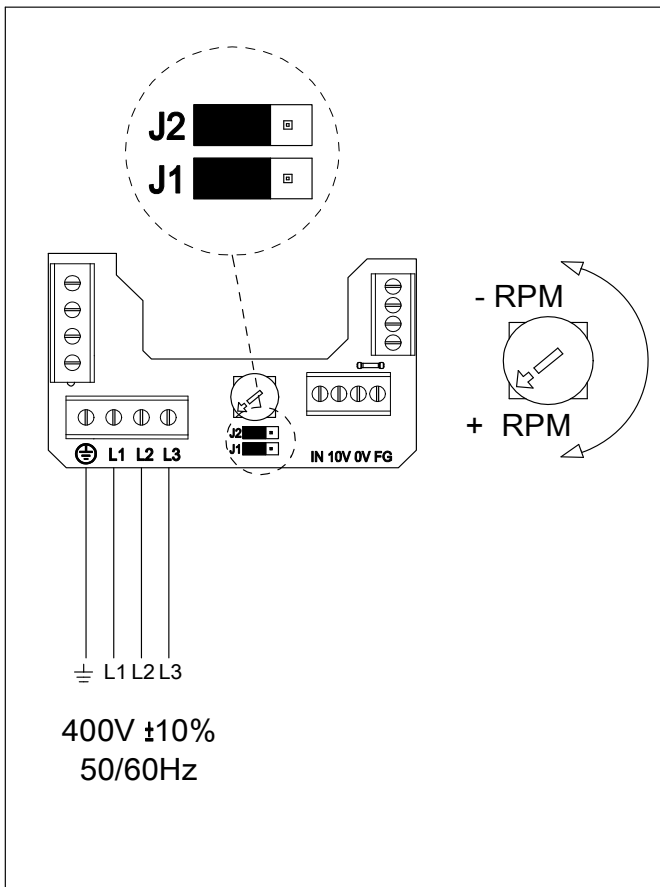 J2
J1
- RPM
+ RPM
J2
J1
L1 L2 L3
IN 10V 0V FG
L1 L2 L3
400V ±10%
50/60Hz